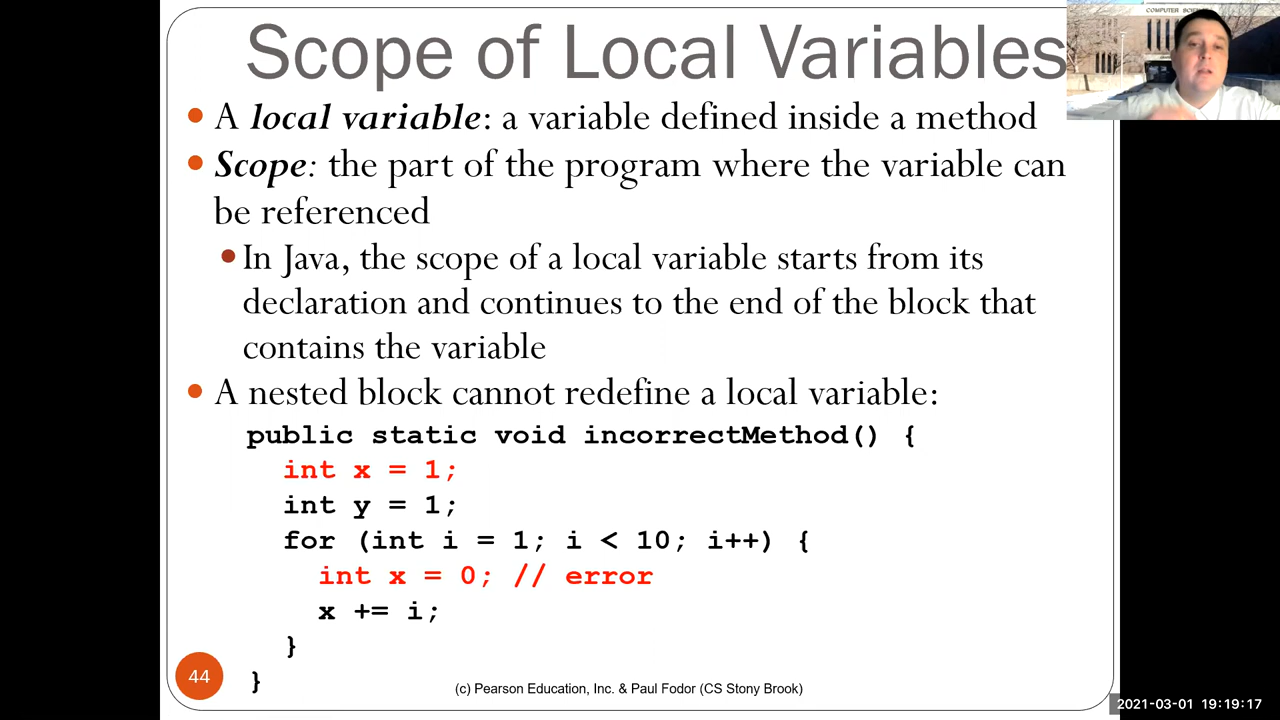 COMPUTER SCIENCE
Scope of Local Variables
• A local variable: a variable defined inside a method
• Scope: the part of the program where the variable can
be referenced
• In Java, the scope of a local variable starts from its
declaration and continues to the end of the block that
contains the variable
• A nested block cannot redefine a local variable:
public static void incorrectMethod() {
int x = 1;
int y = 1;
for (int i = 1; i < 10; i++) {
int x = 0; // error
x += i;
}
}
44
(c) Pearson Education, Inc. & Paul Fodor (CS Stony Brook)
2021-03-01 19:19:17